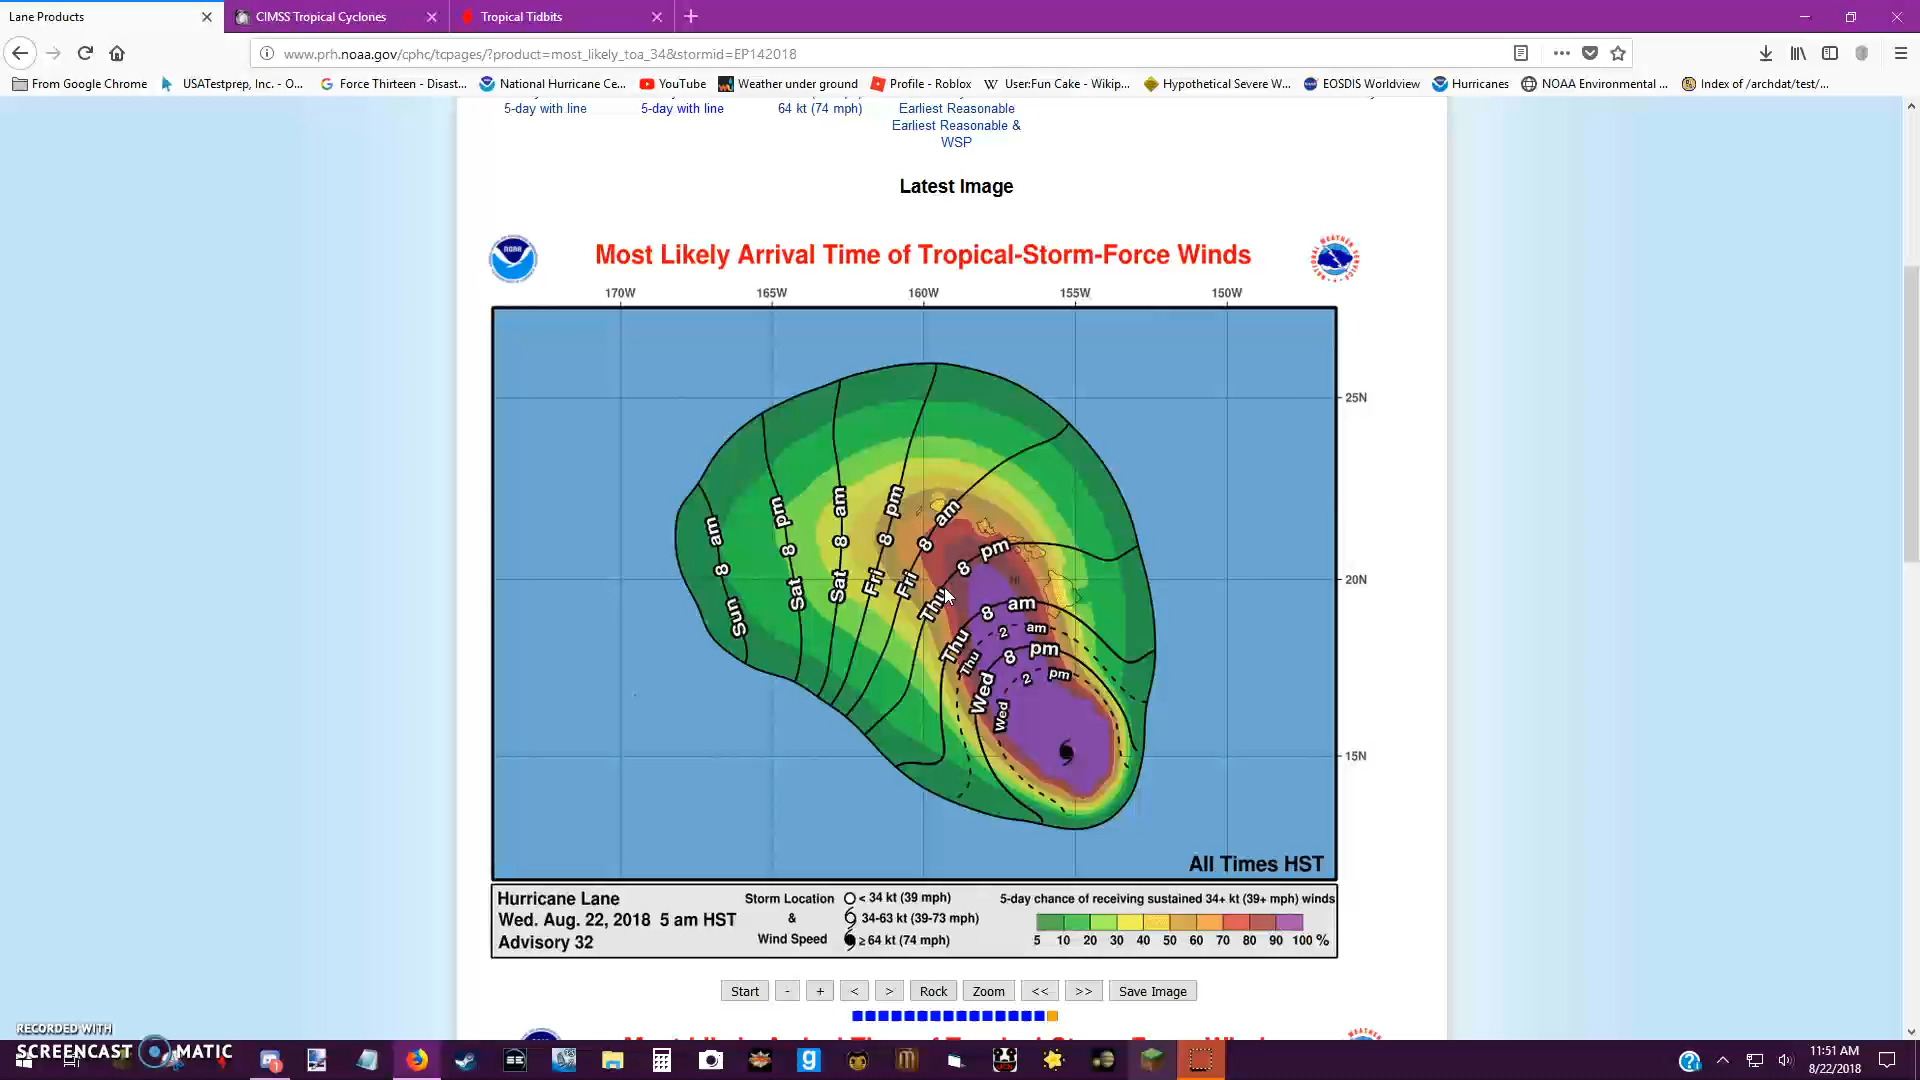 Lane Products
CIMSS Tropical Cyclones
Tropical Tidbits
www.prh.noaa.gov/cphc/tcpages/?product=most_likely_toa_34&stormid=EP142018
From Google Chrome
USATestprep, Inc. - O...
Force Thirteen - Disast...
National Hurricane Ce...
YouTube
Weather under ground
Profile - Roblox
User:Fun Cake - Wikip...
Hypothetical Severe W...
EOSDIS Worldview
Hurricanes
NOAA Environmental ...
Index of /archdat/test/...
5-day with line
5-day with line
64 kt (74 mph)
Earliest Reasonable
Earliest Reasonable &
WSP
Latest Image
NOAA
Most Likely Arrival Time of Tropical-Storm-Force Winds
170W 165W 160W 155W 150W
25N
20N
15N
Sun 8 am
Sat 8 pm
Sat 8 am
Fri 8 pm
Fri 8 am
Thu 8 pm
Thu 8 am
Thu 2 am
Wed 8 pm
Wed 2 pm
HI
All Times HST
Hurricane Lane
Wed. Aug. 22, 2018 5 am HST
Advisory 32
Storm Location
&
Wind Speed
< 34 kt (39 mph)
34-63 kt (39-73 mph)
≥ 64 kt (74 mph)
5-day chance of receiving sustained 34+ kt (39+ mph) winds
5 10 20 30 40 50 60 70 80 90 100 %
Start - + < > Rock Zoom << >> Save Image
RECORDED WITH
SCREENCAST MATIC
11:51 AM
8/22/2018